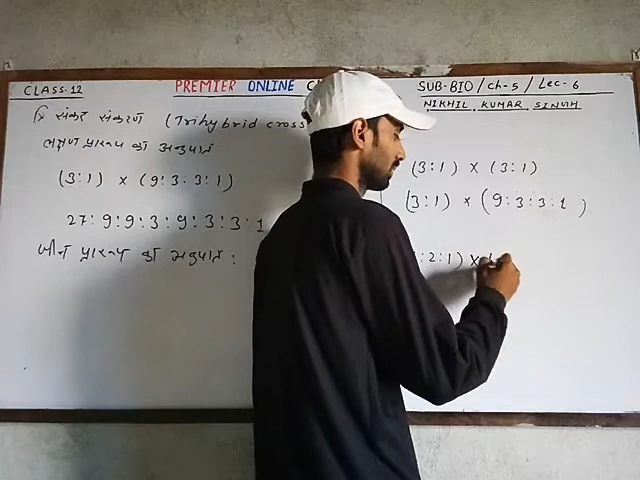 CLASS-12
PREMIER ONLINE C
SUB-BIO/ch-5/Lec-6
NIKHIL KUMAR SINGH
त्रि संकर संकरण (Trihybrid cross
लक्षण प्रारूप का अनुपात
(3:1) × (9:3:3:1)
27:9:9:3:9:3:3:1
जीन प्रारूप का अनुपात :
(3:1) × (3:1)
(3:1) × (9:3:3:1)
:2:1) ×